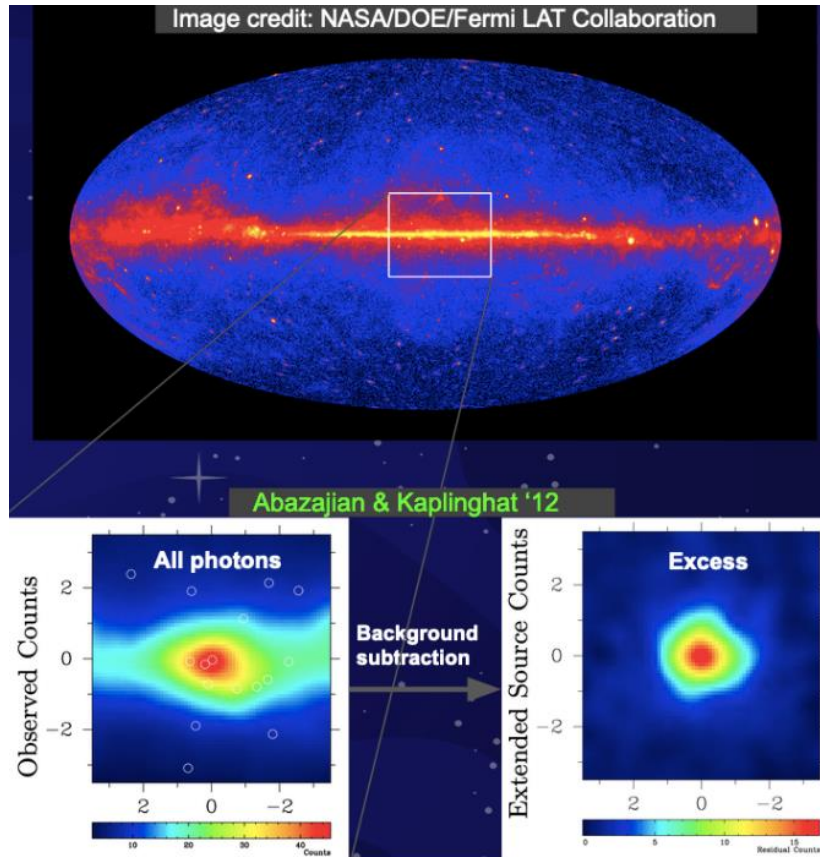 Image credit: NASA/DOE/Fermi LAT Collaboration
Abazajian & Kaplinghat ‘12
All photons
Observed Counts
2
0
-2
2
0
-2
10
20
30
40
Counts
Background
subtraction
Excess
Extended Source Counts
2
0
-2
2
0
-2
0
5
10
15
Residual Counts